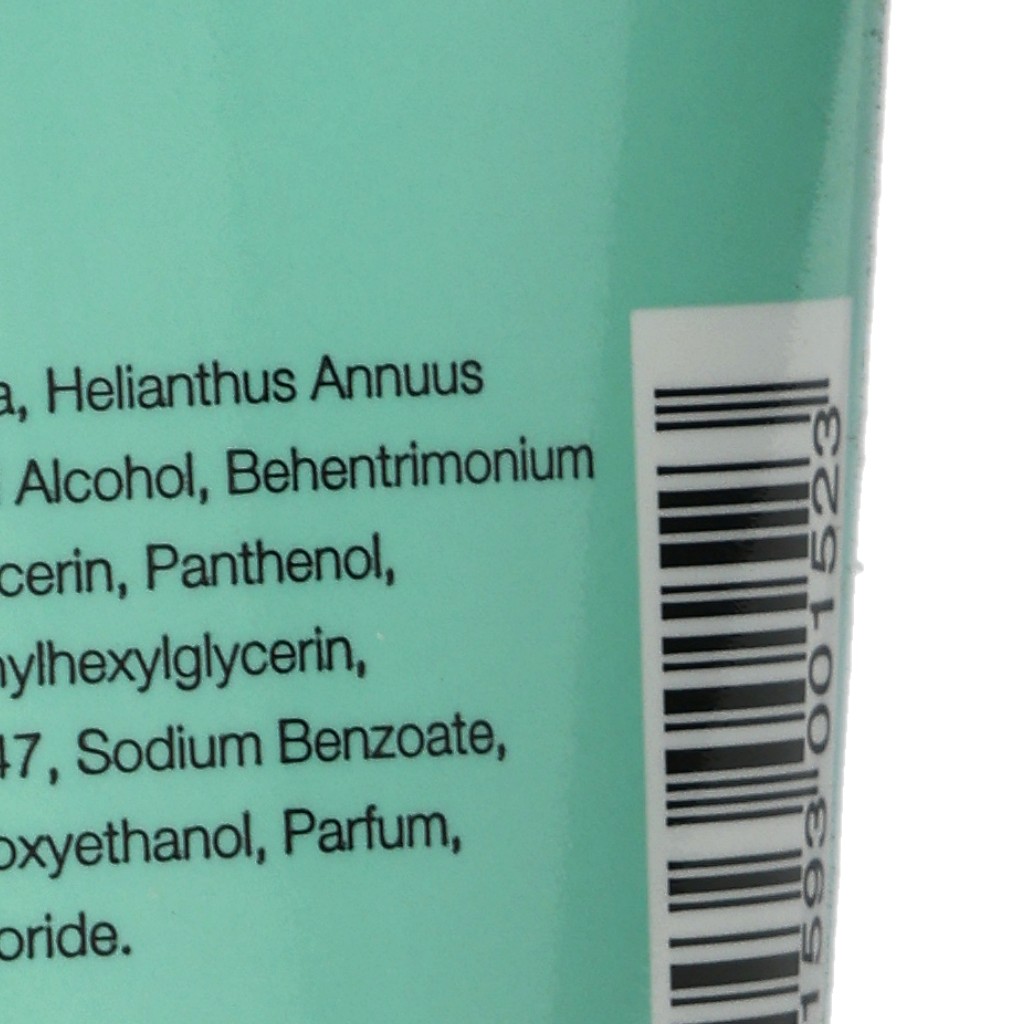 a, Helianthus Annuus
Alcohol, Behentrimonium
cerin, Panthenol,
ylhexylglycerin,
47, Sodium Benzoate,
oxyethanol, Parfum,
oride.
1593 001523